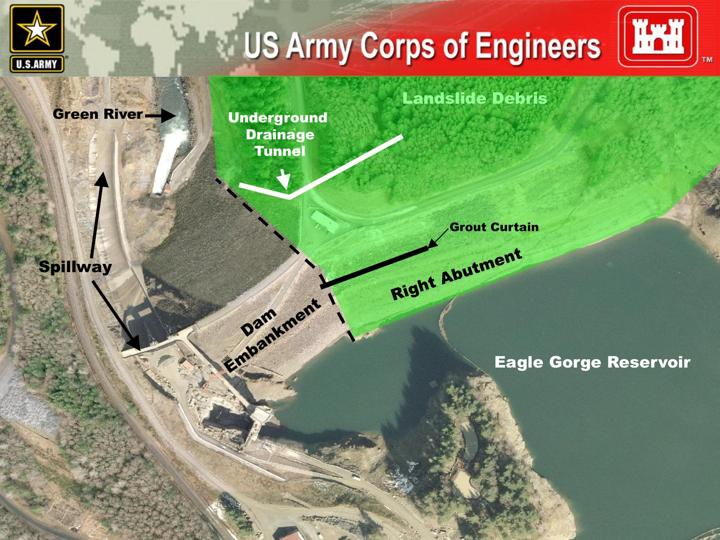 U.S.ARMY
US Army Corps of Engineers
TM
Green River
Underground
Drainage
Tunnel
Landslide Debris
Grout Curtain
Spillway
Right Abutment
Dam
Embankment
Eagle Gorge Reservoir